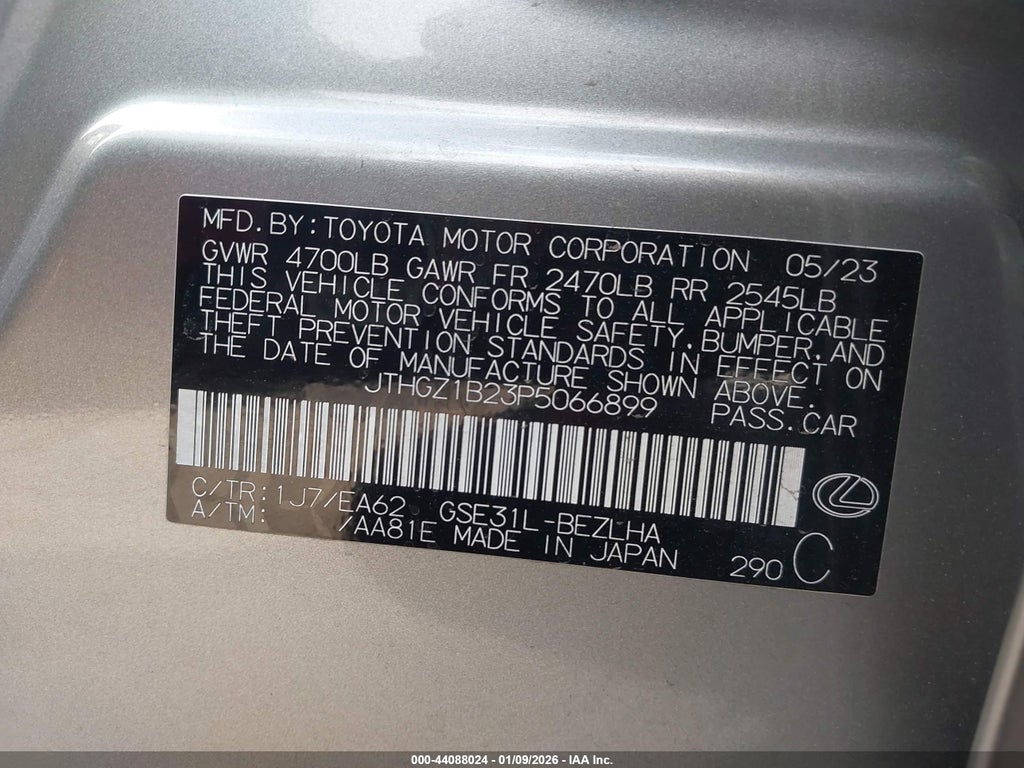 MFD.BY:TOYOTA MOTOR CORPORATION 05/23
GVWR 4700LB GAWR FR 2470LB RR 2545LB
THIS VEHICLE CONFORMS TO ALL APPLICABLE
FEDERAL MOTOR VEHICLE SAFETY,BUMPER,AND
THEFT PREVENTION STANDARDS IN EFFECT ON
THE DATE OF MANUFACTURE SHOWN ABOVE.
JTHGZ1B23P5066899 PASS.CAR
C/TR:1J7/EA62 GSE31L-BEZLHA
A/TM: /AA81E MADE IN JAPAN 290 C
000-44088024 | 01/09/2026 - IAA Inc.